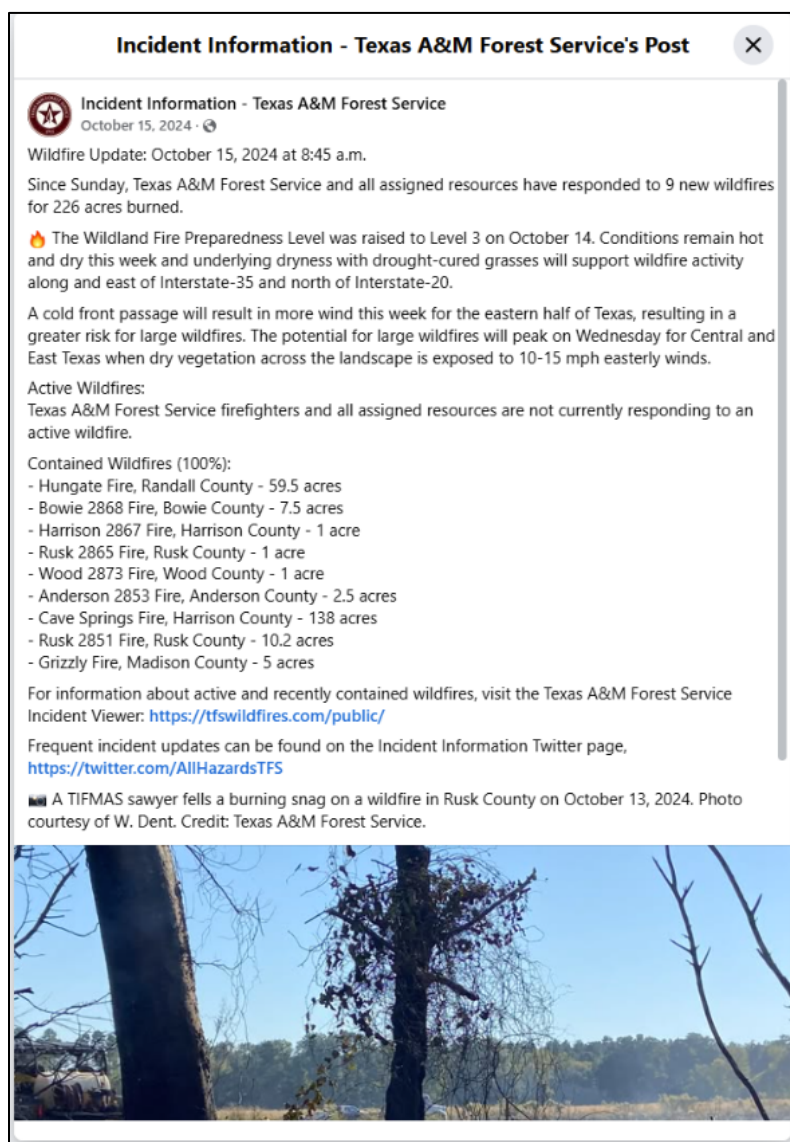 Incident Information - Texas A&M Forest Service's Post
Incident Information - Texas A&M Forest Service
October 15, 2024 ·
Wildfire Update: October 15, 2024 at 8:45 a.m.
Since Sunday, Texas A&M Forest Service and all assigned resources have responded to 9 new wildfires
for 226 acres burned.
🔥 The Wildland Fire Preparedness Level was raised to Level 3 on October 14. Conditions remain hot
and dry this week and underlying dryness with drought-cured grasses will support wildfire activity
along and east of Interstate-35 and north of Interstate-20.
A cold front passage will result in more wind this week for the eastern half of Texas, resulting in a
greater risk for large wildfires. The potential for large wildfires will peak on Wednesday for Central and
East Texas when dry vegetation across the landscape is exposed to 10-15 mph easterly winds.
Active Wildfires:
Texas A&M Forest Service firefighters and all assigned resources are not currently responding to an
active wildfire.
Contained Wildfires (100%):
- Hungate Fire, Randall County - 59.5 acres
- Bowie 2868 Fire, Bowie County - 7.5 acres
- Harrison 2867 Fire, Harrison County - 1 acre
- Rusk 2865 Fire, Rusk County - 1 acre
- Wood 2873 Fire, Wood County - 1 acre
- Anderson 2853 Fire, Anderson County - 2.5 acres
- Cave Springs Fire, Harrison County - 138 acres
- Rusk 2851 Fire, Rusk County - 10.2 acres
- Grizzly Fire, Madison County - 5 acres
For information about active and recently contained wildfires, visit the Texas A&M Forest Service
Incident Viewer: https://tfswildfires.com/public/
Frequent incident updates can be found on the Incident Information Twitter page,
https://twitter.com/AllHazardsTFS
📷 A TIFMAS sawyer fells a burning snag on a wildfire in Rusk County on October 13, 2024. Photo
courtesy of W. Dent. Credit: Texas A&M Forest Service.